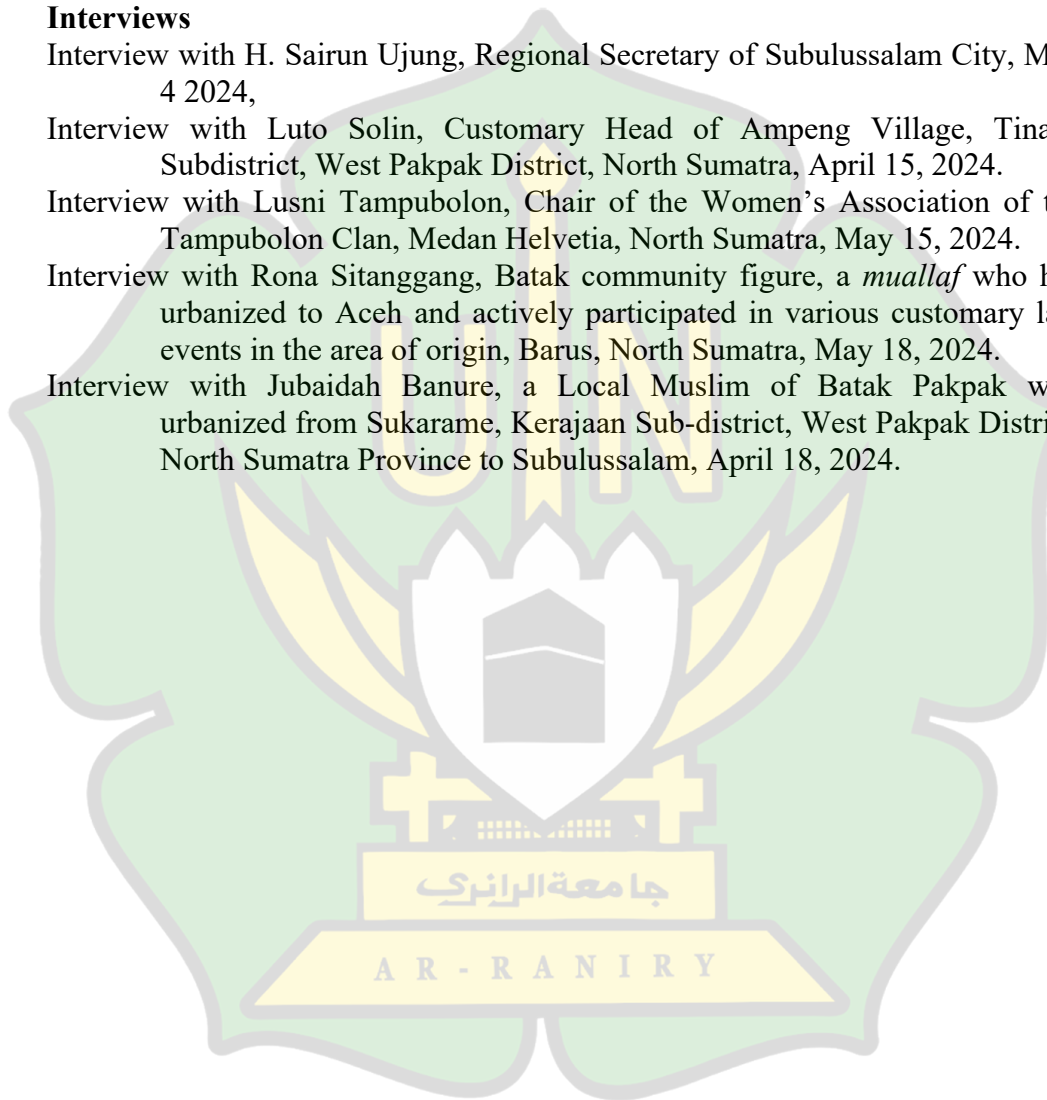 Interviews
Interview with H. Sairun Ujung, Regional Secretary of Subulussalam City,
4 2024,
Interview with Luto Solin, Customary Head of Ampeng Village,
Subdistrict, West Pakpak District, North Sumatra, April 15, 2024.
Interview with Lusni Tampubolon, Chair of the Women’s Association of
Tampubolon Clan, Medan Helvetia, North Sumatra, May 15, 2024.
Interview with Rona Sitanggang, Batak community figure, a muallaf who
urbanized to Aceh and actively participated in various customary
events in the area of origin, Barus, North Sumatra, May 18, 2024.
Interview with Jubaidah Banure, a Local Muslim of Batak Pakpak
urbanized from Sukarame, Kerajaan Sub-district, West Pakpak
North Sumatra Province to Subulussalam, April 18, 2024.
UIN
جامعة الرانري
AR-RANIRY